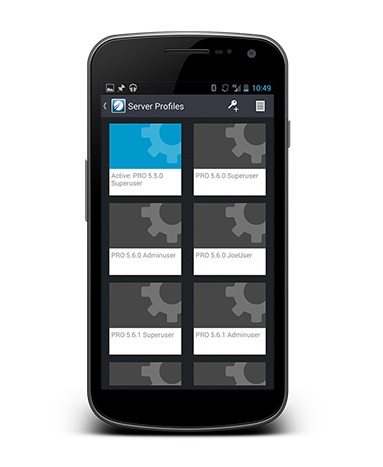 10:49
Server Profiles
Active: PRO 5.5.0
Superuser
PRO 5.6.0 Superuser
PRO 5.6.0 Adminuser
PRO 5.6.0 JoeUser
PRO 5.6.1 Superuser
PRO 5.6.1 Adminuser